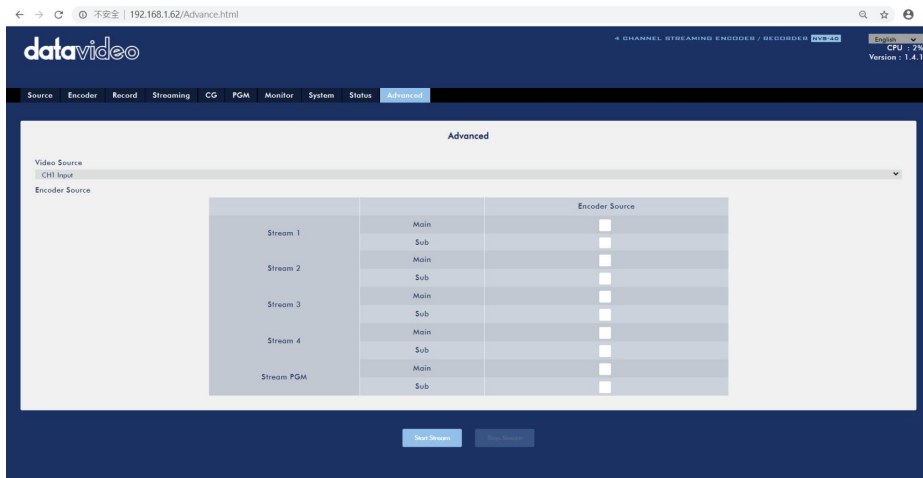 不安全 | 192.168.1.62/Advance.html
datavideo
4 CHANNEL STREAMING ENCODER / RECORDER NVS-40
English
CPU : 2%
Version : 1.4.1
Source Encoder Record Streaming CG PGM Monitor System Status Advanced
Advanced
Video Source
CH1 Input
Encoder Source
Encoder Source
Stream 1
Main
Sub
Stream 2
Main
Sub
Stream 3
Main
Sub
Stream 4
Main
Sub
Stream PGM
Main
Sub
Start Stream Stop Stream